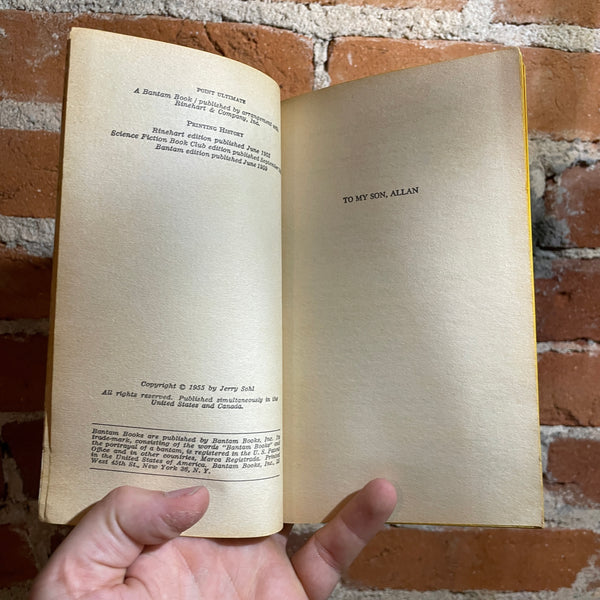 POINT ULTIMATE
A Bantam Book / published by arrangement with
Rinehart & Company, Inc.
PRINTING HISTORY
Rinehart edition published June 1955
Science Fiction Book Club edition published September
Bantam edition published June 1959
Copyright © 1955 by Jerry Sohl
All rights reserved. Published simultaneously in the
United States and Canada.
Bantam Books are published by Bantam Books, Inc. Its
trade-mark, consisting of the words "Bantam Books" and
the portrayal of a bantam, is registered in the U. S. Patent
Office and in other countries, Marca Registrada. Printed
in the United States of America. Bantam Books, Inc., 25
West 45th St., New York 36, N. Y.
TO MY SON, ALLAN